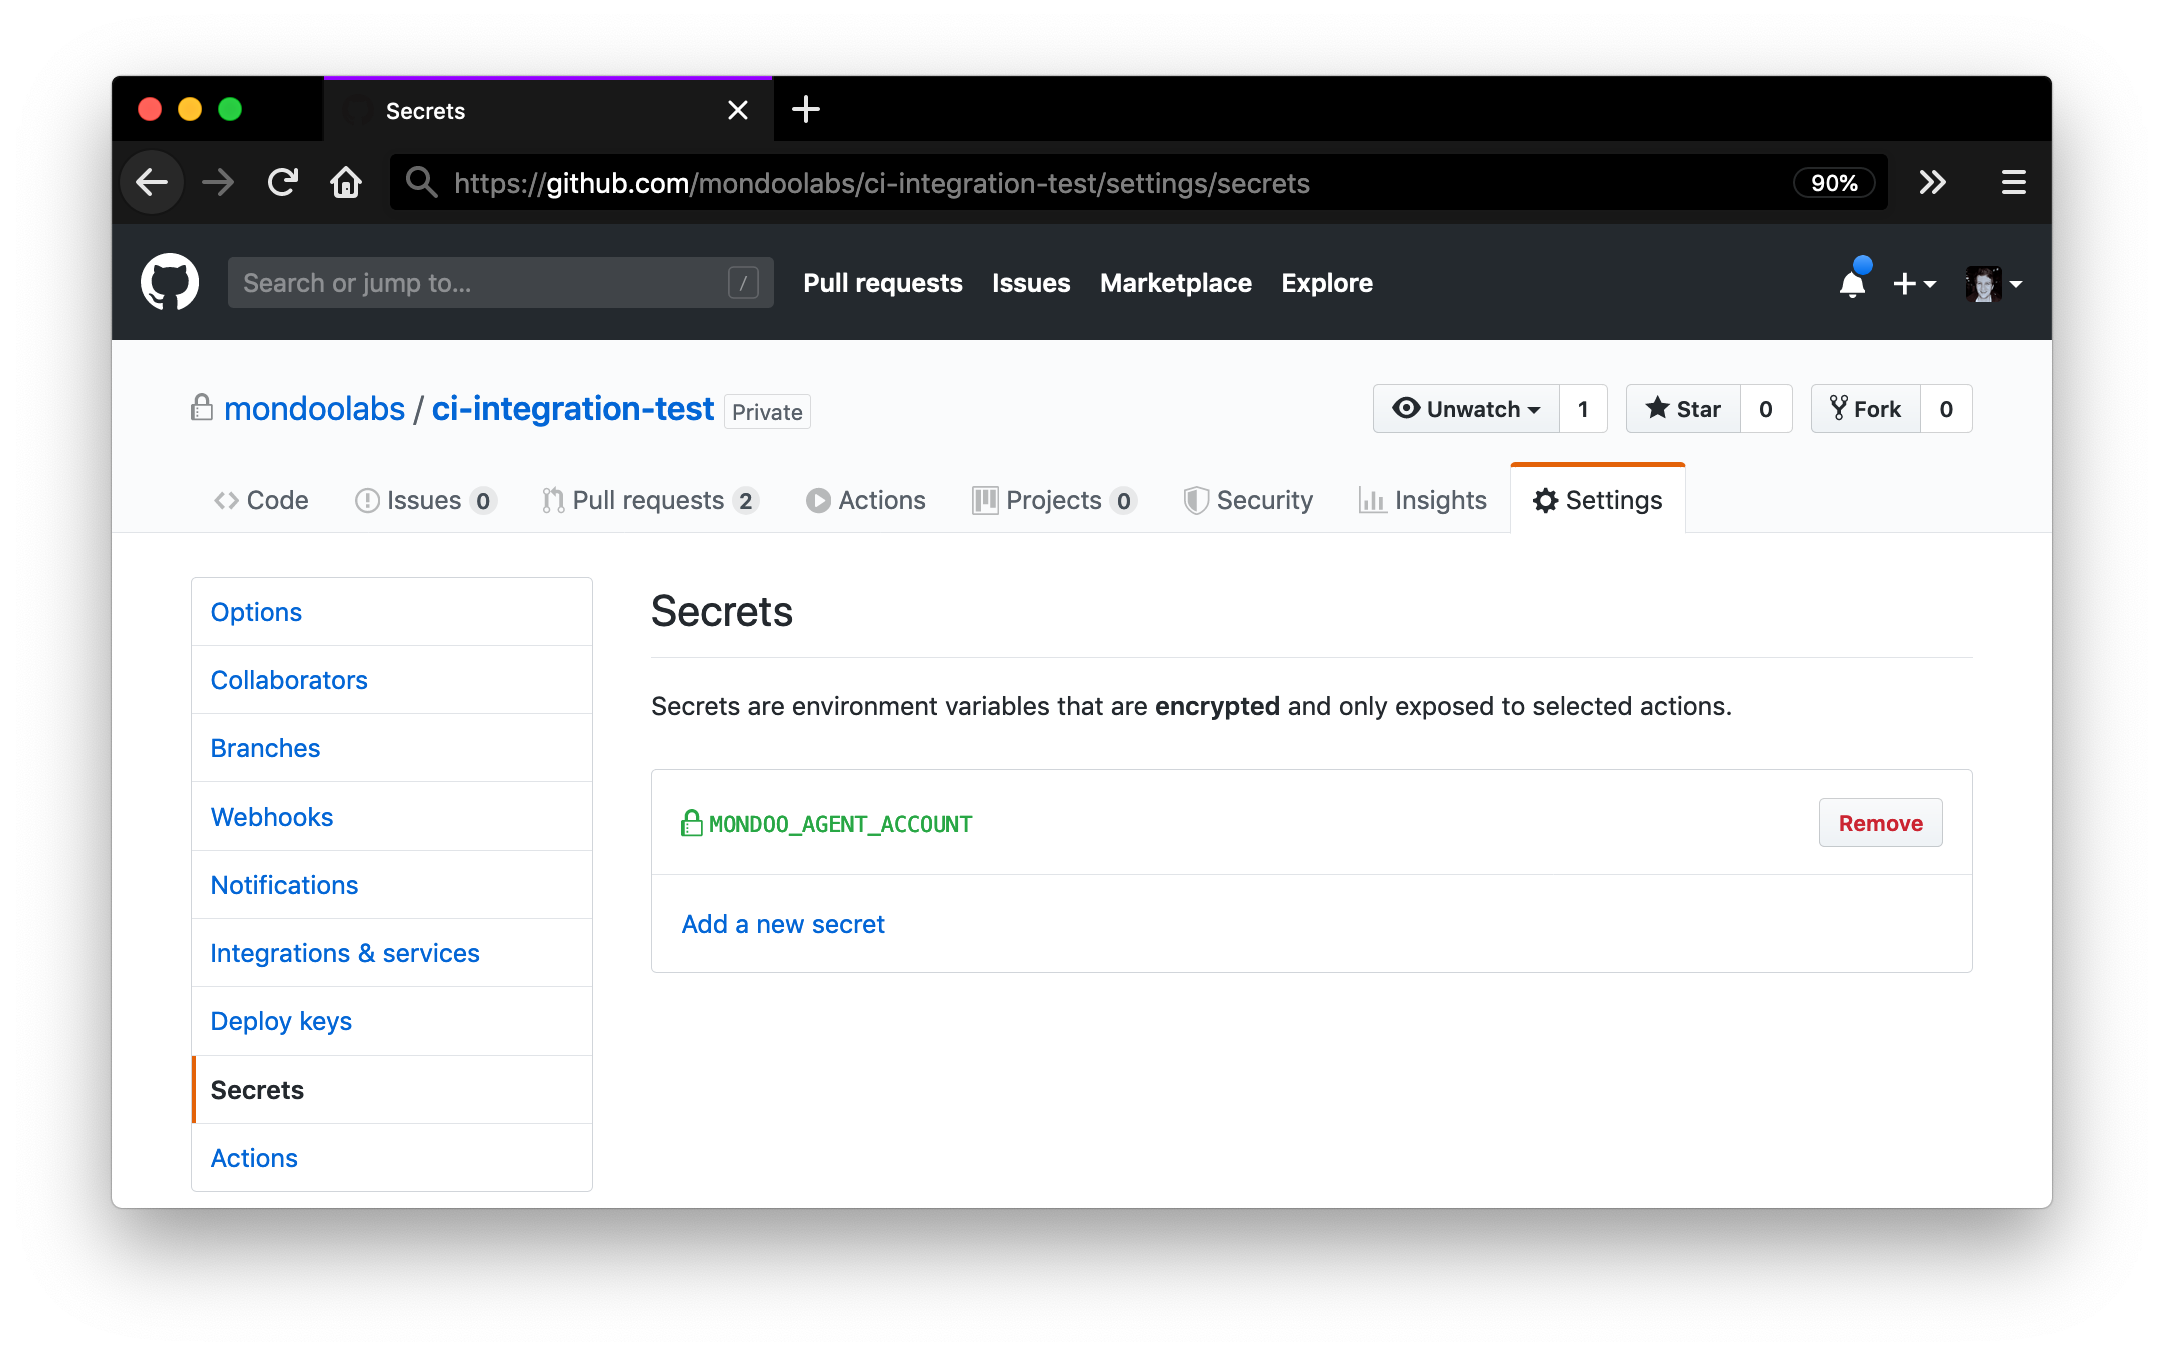 Secrets
https://github.com/mondoolabs/ci-integration-test/settings/secrets 90%
Search or jump to... / Pull requests Issues Marketplace Explore
mondoolabs / ci-integration-test Private Unwatch 1 Star 0 Fork 0
Code Issues 0 Pull requests 2 Actions Projects 0 Security Insights Settings
Options
Collaborators
Branches
Webhooks
Notifications
Integrations & services
Deploy keys
Secrets
Actions
Secrets
Secrets are environment variables that are encrypted and only exposed to selected actions.
MONDOO_AGENT_ACCOUNT Remove
Add a new secret